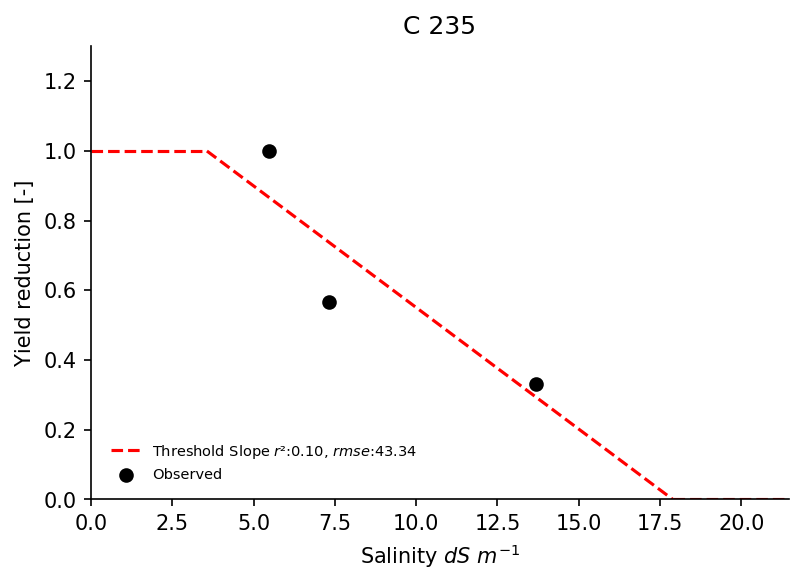 C 235
1.2
1.0
0.8
0.6
0.4
0.2
0.0
Yield reduction [-]
Threshold Slope r²:0.10, rmse:43.34
Observed
0.0 2.5 5.0 7.5 10.0 12.5 15.0 17.5 20.0
Salinity dS m⁻¹